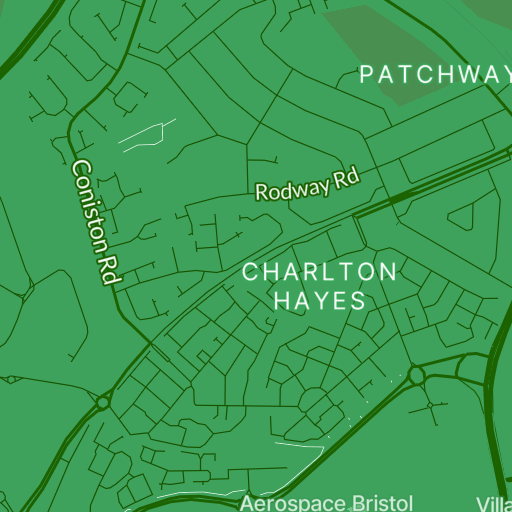 PATCHWAY
Rodway Rd
Coniston Rd
CHARLTON
HAYES
Aerospace Bristol